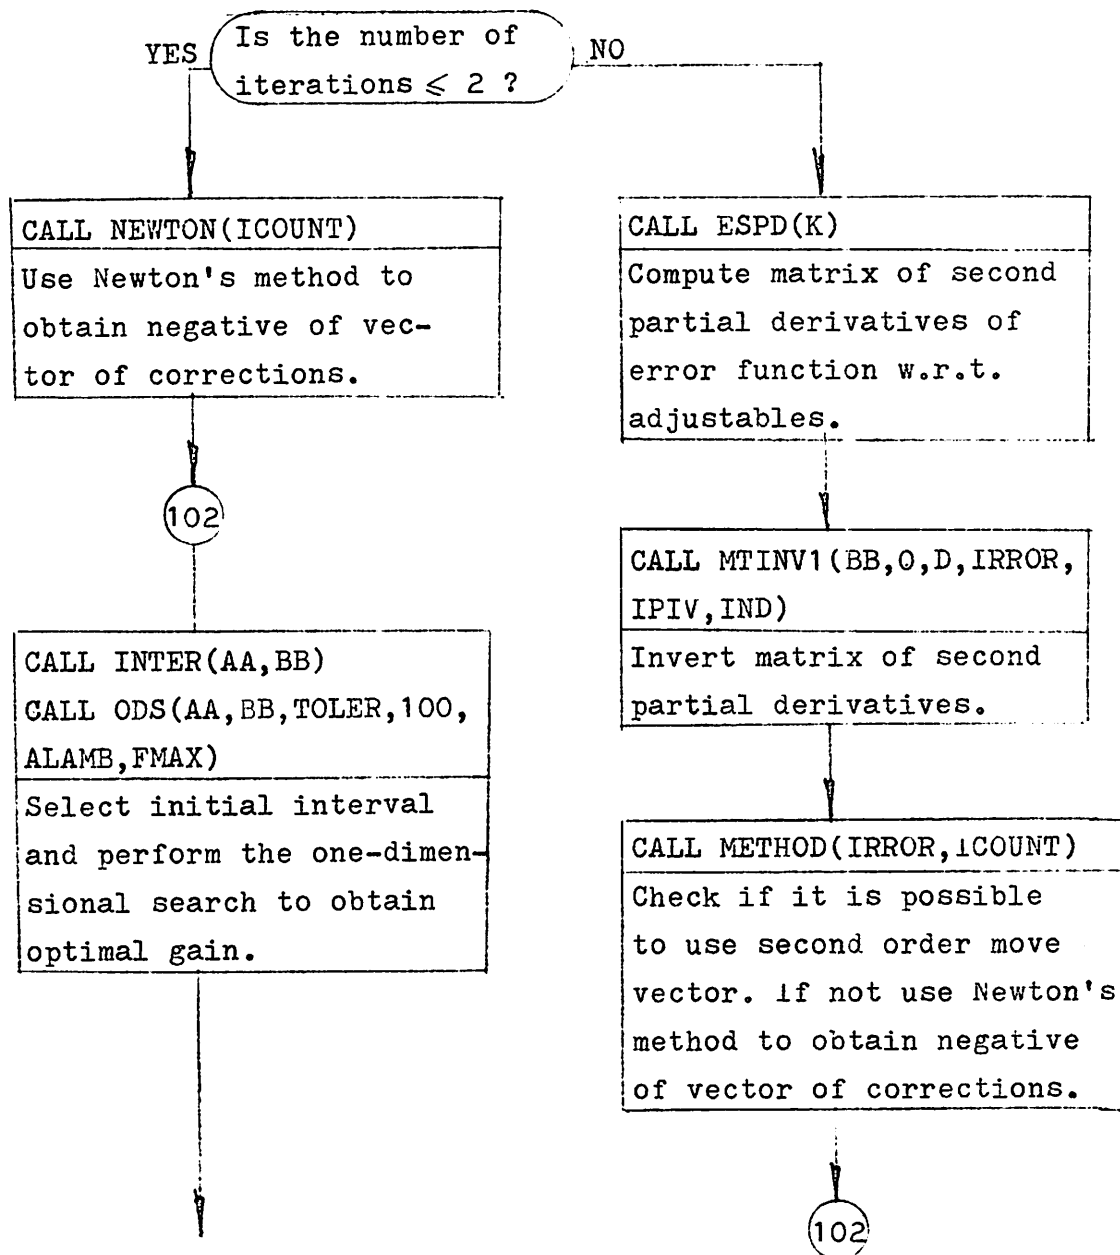 Is the number of
iterations ⩽ 2 ?
YES
NO
CALL NEWTON(ICOUNT)
Use Newton's method to
obtain negative of vec-
tor of corrections.
102
CALL INTER(AA,BB)
CALL ODS(AA,BB,TOLER,100,
ALAMB,FMAX)
Select initial interval
and perform the one-dimen-
sional search to obtain
optimal gain.
CALL ESPD(K)
Compute matrix of second
partial derivatives of
error function w.r.t.
adjustables.
CALL MTINV1(BB,O,D,IRROR,
IPIV,IND)
Invert matrix of second
partial derivatives.
CALL METHOD(IRROR,ICOUNT)
Check if it is possible
to use second order move
vector. If not use Newton's
method to obtain negative
of vector of corrections.
102